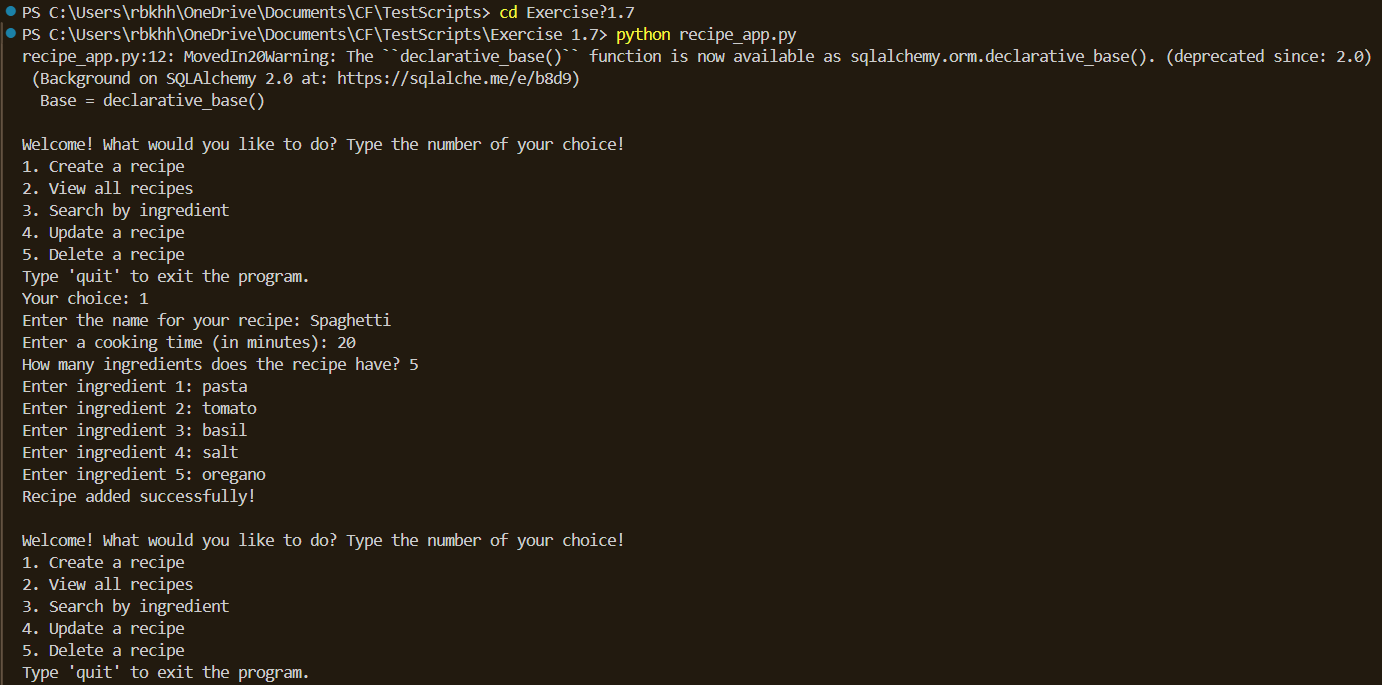 PS C:\Users\rbkhh\OneDrive\Documents\CF\TestScripts> cd Exercise?1.7
PS C:\Users\rbkhh\OneDrive\Documents\CF\TestScripts\Exercise 1.7> python recipe_app.py
recipe_app.py:12: MovedIn20Warning: The ``declarative_base()`` function is now available as sqlalchemy.orm.declarative_base(). (deprecated since: 2.0)
(Background on SQLAlchemy 2.0 at: https://sqlalche.me/e/b8d9)
Base = declarative_base()
Welcome! What would you like to do? Type the number of your choice!
1. Create a recipe
2. View all recipes
3. Search by ingredient
4. Update a recipe
5. Delete a recipe
Type 'quit' to exit the program.
Your choice: 1
Enter the name for your recipe: Spaghetti
Enter a cooking time (in minutes): 20
How many ingredients does the recipe have? 5
Enter ingredient 1: pasta
Enter ingredient 2: tomato
Enter ingredient 3: basil
Enter ingredient 4: salt
Enter ingredient 5: oregano
Recipe added successfully!
Welcome! What would you like to do? Type the number of your choice!
1. Create a recipe
2. View all recipes
3. Search by ingredient
4. Update a recipe
5. Delete a recipe
Type 'quit' to exit the program.